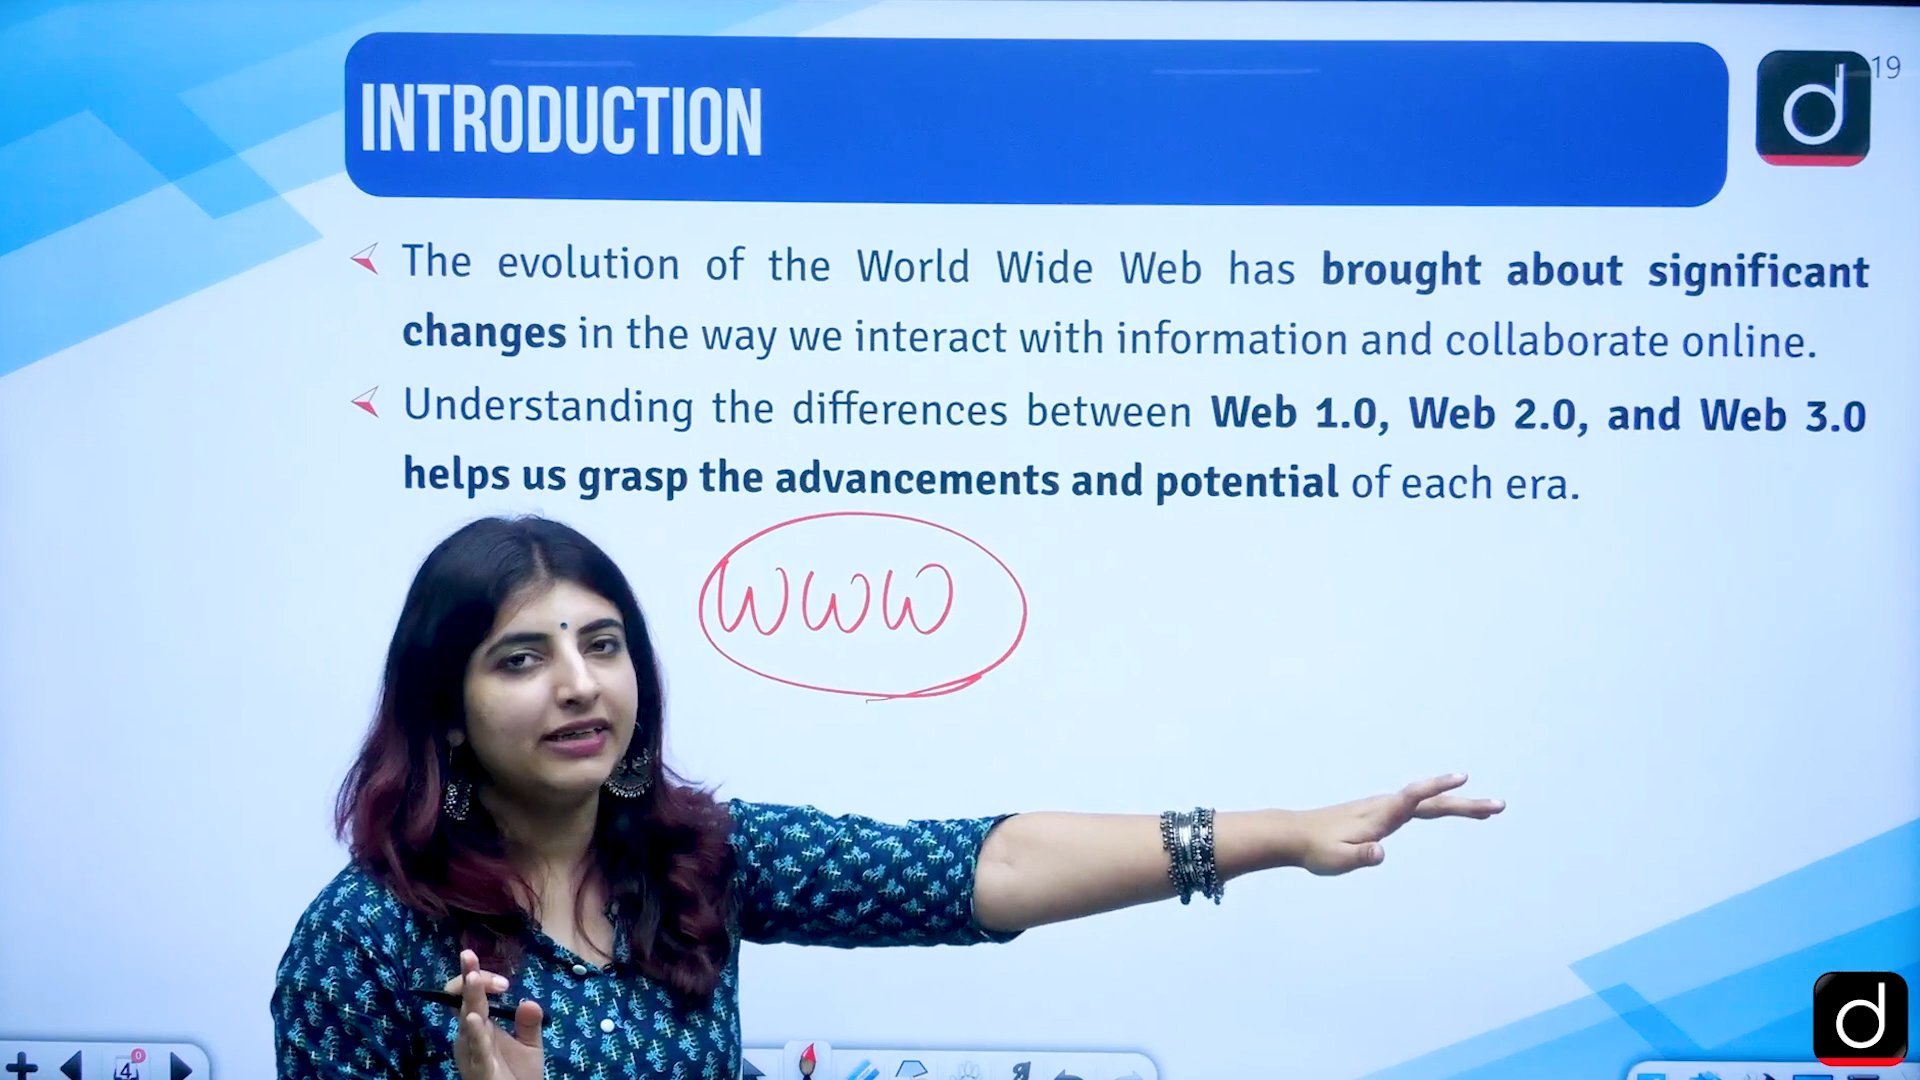 INTRODUCTION
d
19
The evolution of the World Wide Web has brought about significant
changes in the way we interact with information and collaborate online.
Understanding the differences between Web 1.0, Web 2.0, and Web 3.0
helps us grasp the advancements and potential of each era.
WWW
0
4
d